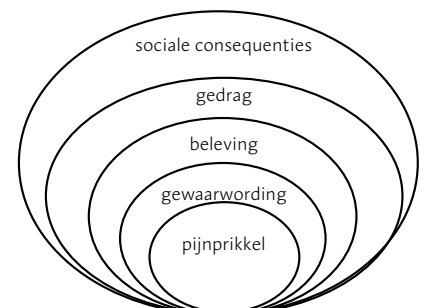 sociale consequenties
gedrag
beleving
gewaarwording
pijnprikkel